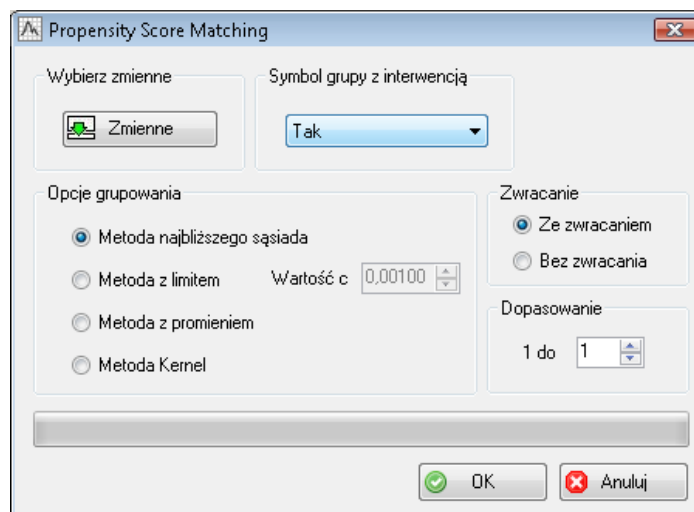 Propensity Score Matching
Wybierz zmienne
Zmienne
Symbol grupy z interwencją
Tak
Opcje grupowania
Metoda najbliższego sąsiada
Metoda z limitem
Wartość c
0,00100
Metoda z promieniem
Metoda Kernel
Zwracanie
Ze zwracaniem
Bez zwracania
Dopasowanie
1 do
1
OK
Anuluj